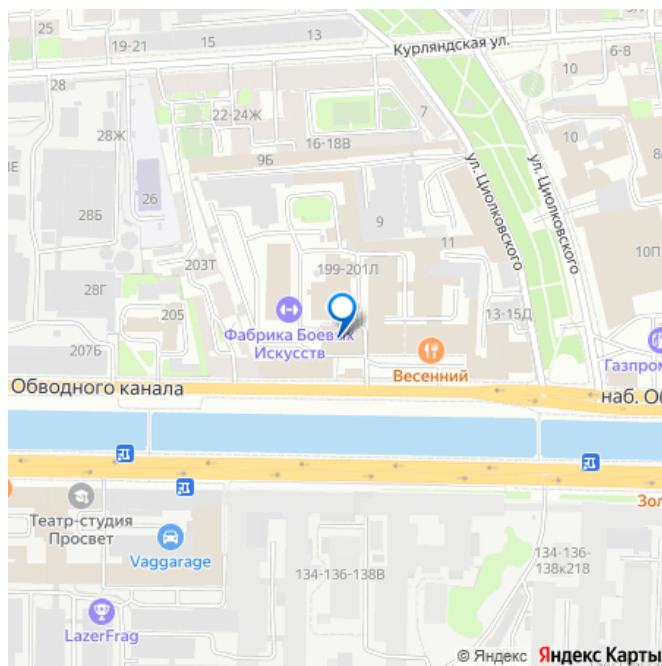 19-21
15
13
Курляндская ул.
6-8
28
10
22-24Ж
7
28Ж
16-18В
10
9Б
ул. Циолковского
ул. Циолковского
26
28Б
9
11
10П
203Т
199-201Л
28Г
205
13-15Д
Фабрика Боевых
Искусств
207Б
Весенний
Газпром
Обводного канала
наб. Об
Театр-студия
Просвет
Vaggarage
Зол
134-136-
138к218
134-136-138В
LazerFrag
© Яндекс Яндекс Карты